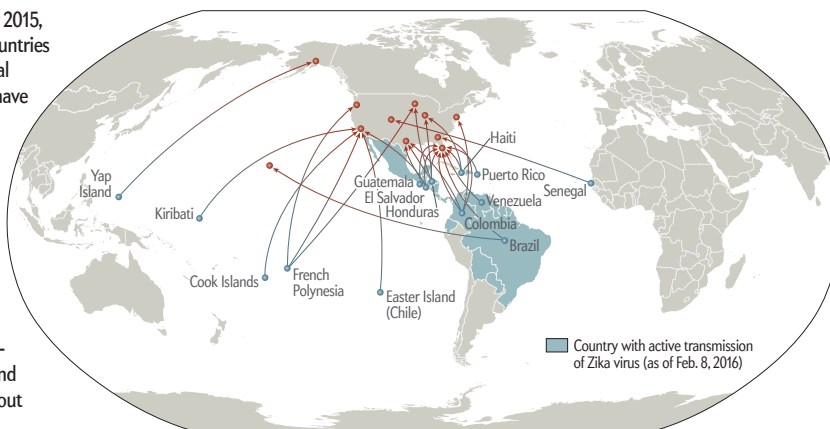 2015,
ountries
al
have
Haiti
Yap
Island
Puerto Rico
Guatemala
El Salvador
Senegal
Kiribati
Honduras
Venezuela
Colombia
Brazil
Cook Islands
French
Polynesia
Easter Island
(Chile)
Country with active transmission
of Zika virus (as of Feb. 8, 2016)
-
nd
out